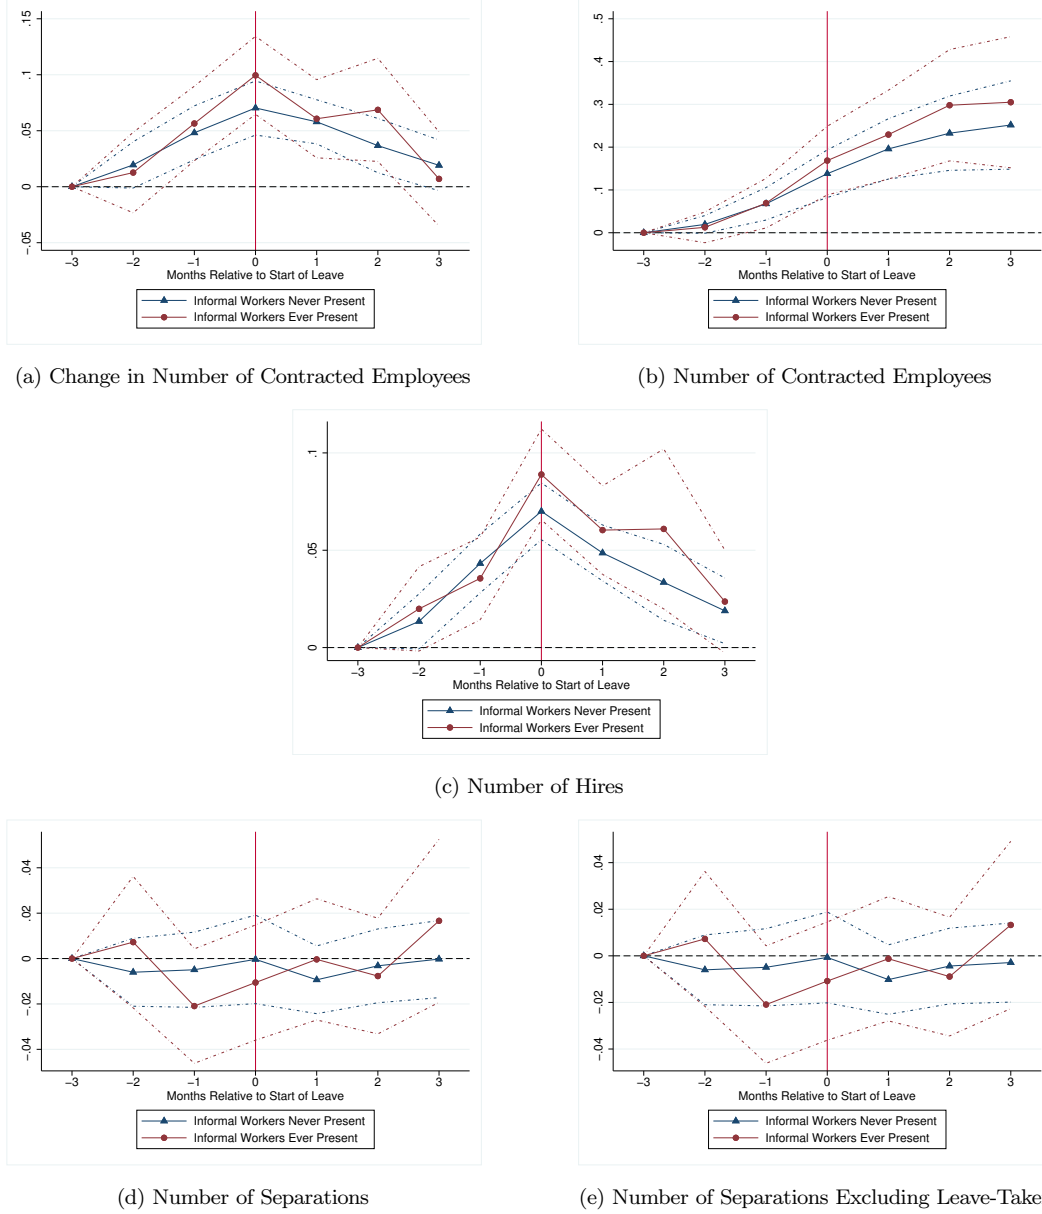 .15
.1
.05
0
−.05
−3 −2 −1 0 1 2 3
Months Relative to Start of Leave
Informal Workers Never Present
Informal Workers Ever Present
(a) Change in Number of Contracted Employees
.5
.4
.3
.2
.1
0
−3 −2 −1 0 1 2 3
Months Relative to Start of Leave
Informal Workers Never Present
Informal Workers Ever Present
(b) Number of Contracted Employees
.1
.05
0
−3 −2 −1 0 1 2 3
Months Relative to Start of Leave
Informal Workers Never Present
Informal Workers Ever Present
(c) Number of Hires
.04
.02
0
−.02
−.04
−3 −2 −1 0 1 2 3
Months Relative to Start of Leave
Informal Workers Never Present
Informal Workers Ever Present
(d) Number of Separations
.04
.02
0
−.02
−.04
−3 −2 −1 0 1 2 3
Months Relative to Start of Leave
Informal Workers Never Present
Informal Workers Ever Present
(e) Number of Separations Excluding Leave-Take